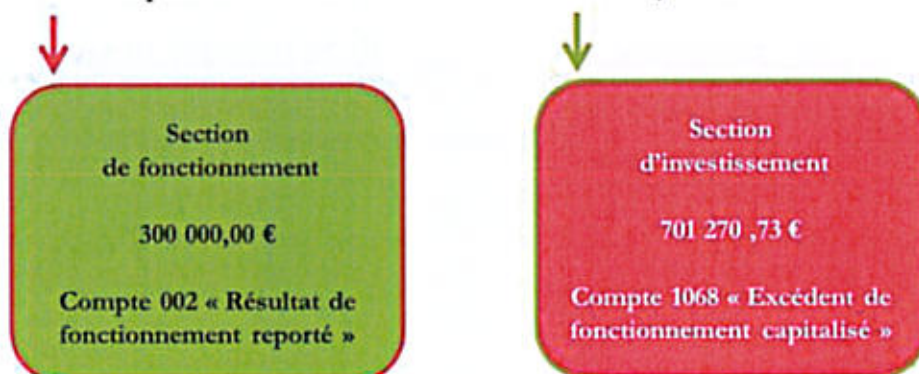 Section
de fonctionnement
300 000,00 €
Compte 002 « Résultat de
fonctionnement reporté »
Section
d'investissement
701 270 ,73 €
Compte 1068 « Excédent de
fonctionnement capitalisé »